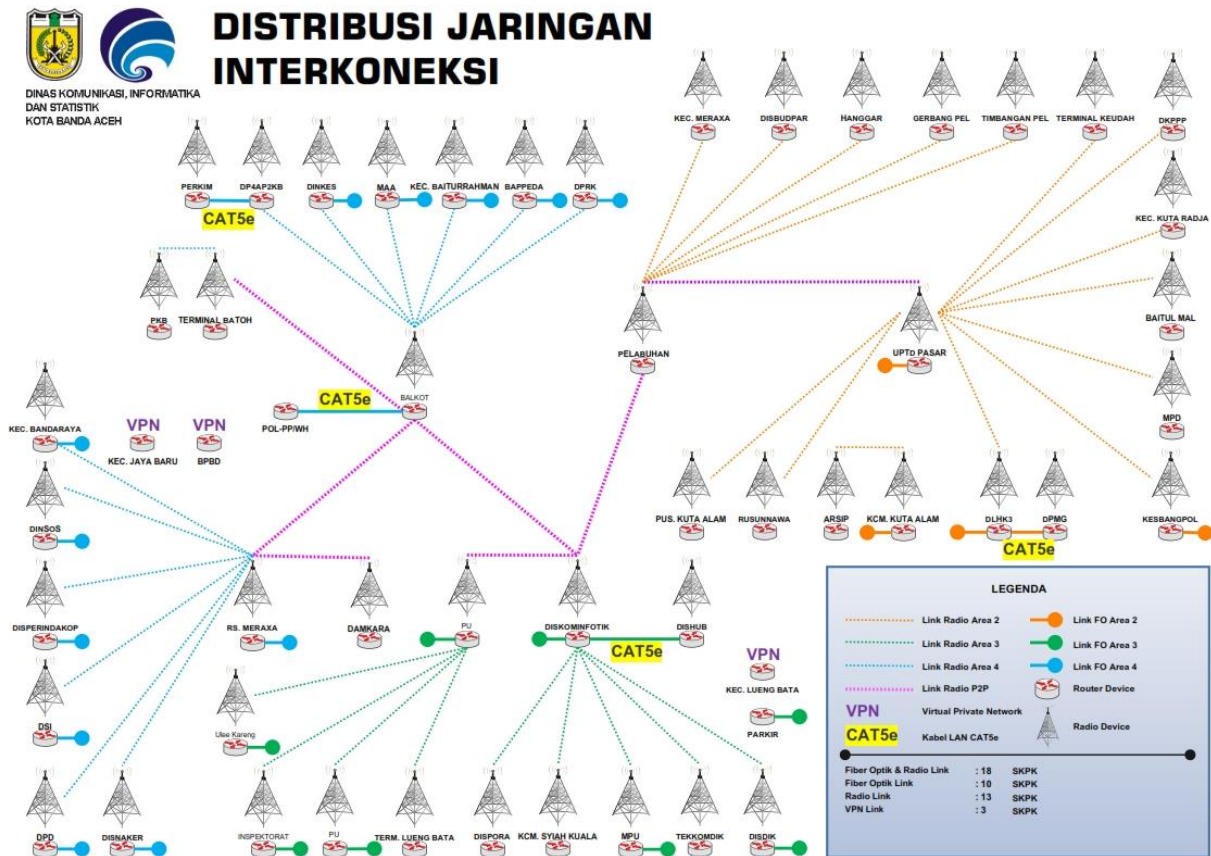 DISTRIBUSI JARINGAN
INTERKONEKSI
DINAS KOMUNIKASI, INFORMATIKA
DAN STATISTIK
KOTA BANDA ACEH
KEC. MERAXA
DISBUDPAR
HANGGAR
GERBANG PEL
TIMBANGAN PEL
TERMINAL KEUDAH
DKPPP
PERKIM
DP4AP2KB
DINKES
MAA
KEC. BAITURRAHMAN
BAPPEDA
DPRK
CAT5e
KEC. KUTA RADJA
PKB
TERMINAL BATOH
BAITUL MAL
PELABUHAN
UPTD PASAR
BALKOT
CAT5e
POL-PP/WH
MPD
KEC. BANDARAYA
VPN
KEC. JAYA BARU
VPN
BPBD
PUS. KUTA ALAM
RUSUNNAWA
ARSIP
KCM. KUTA ALAM
DLHK3
DPMG
KESBANGPOL
CAT5e
DINSOS
DISPERINDAKOP
RS. MERAXA
DAMKARA
PU
DISKOMINFOTIK
DISHUB
CAT5e
VPN
KEC. LUENG BATA
PARKIR
DSI
Ulee Kareng
DPD
DISNAKER
INSPEKTORAT
PU
TERM. LUENG BATA
DISPORA
KCM. SYIAH KUALA
MPU
TEKKOMDIK
DISDIK
LEGENDA
Link Radio Area 2
Link FO Area 2
Link Radio Area 3
Link FO Area 3
Link Radio Area 4
Link FO Area 4
Link Radio P2P
Router Device
VPN Virtual Private Network
CAT5e Kabel LAN CAT5e
Radio Device
Fiber Optik & Radio Link : 18 SKPK
Fiber Optik Link : 10 SKPK
Radio Link : 13 SKPK
VPN Link : 3 SKPK